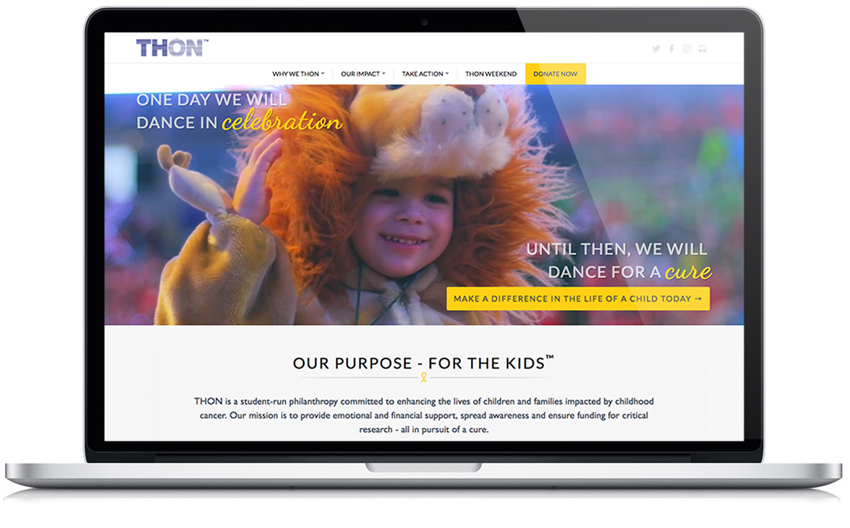 THON™
WHY WE THON OUR IMPACT TAKE ACTION THON WEEKEND DONATE NOW
ONE DAY WE WILL
DANCE IN celebration
UNTIL THEN, WE WILL
DANCE FOR A cure
MAKE A DIFFERENCE IN THE LIFE OF A CHILD TODAY →
OUR PURPOSE - FOR THE KIDS™
THON is a student-run philanthropy committed to enhancing the lives of children and families impacted by childhood
cancer. Our mission is to provide emotional and financial support, spread awareness and ensure funding for critical
research - all in pursuit of a cure.